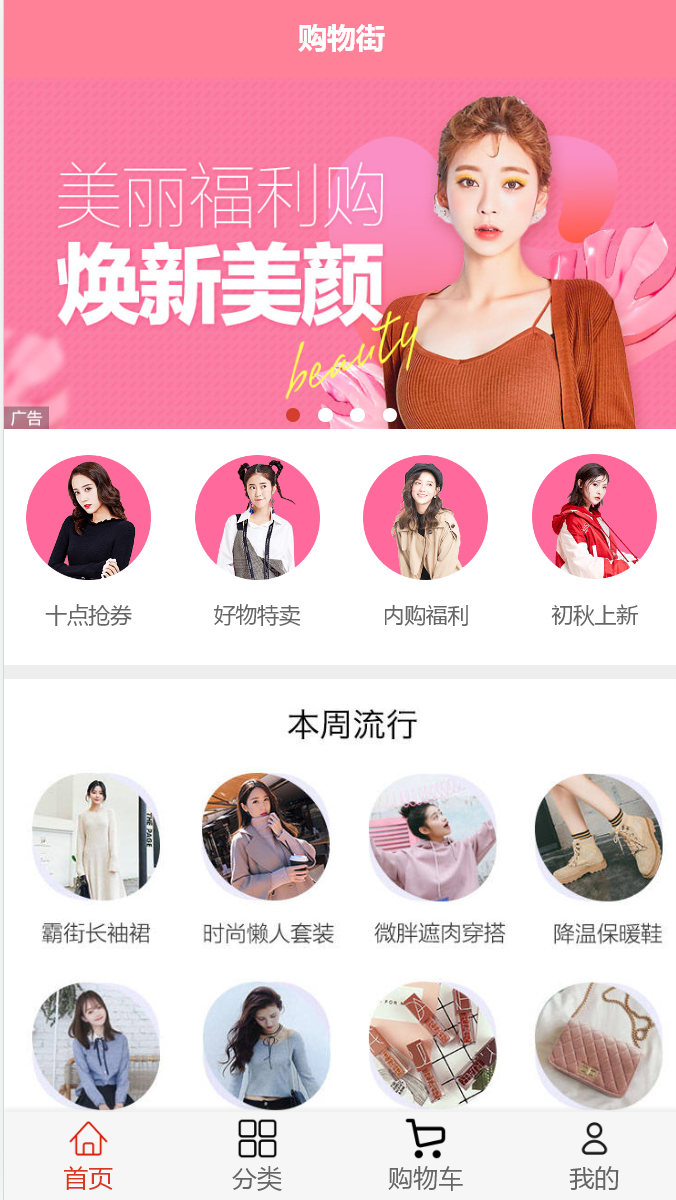 购物街
美丽福利购
焕新美颜
beauty
广告
十点抢券
好物特卖
内购福利
初秋上新
本周流行
THE PAGE
霸街长袖裙
时尚懒人套装
微胖遮肉穿搭
降温保暖鞋
首页
分类
购物车
我的